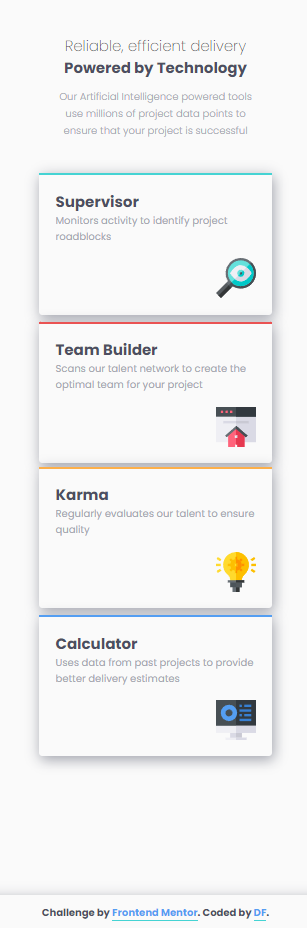 Reliable, efficient delivery
Powered by Technology
Our Artificial Intelligence powered tools
use millions of project data points to
ensure that your project is successful
Supervisor
Monitors activity to identify project
roadblocks
Team Builder
Scans our talent network to create the
optimal team for your project
Karma
Regularly evaluates our talent to ensure
quality
Calculator
Uses data from past projects to provide
better delivery estimates
Challenge by Frontend Mentor. Coded by DF.